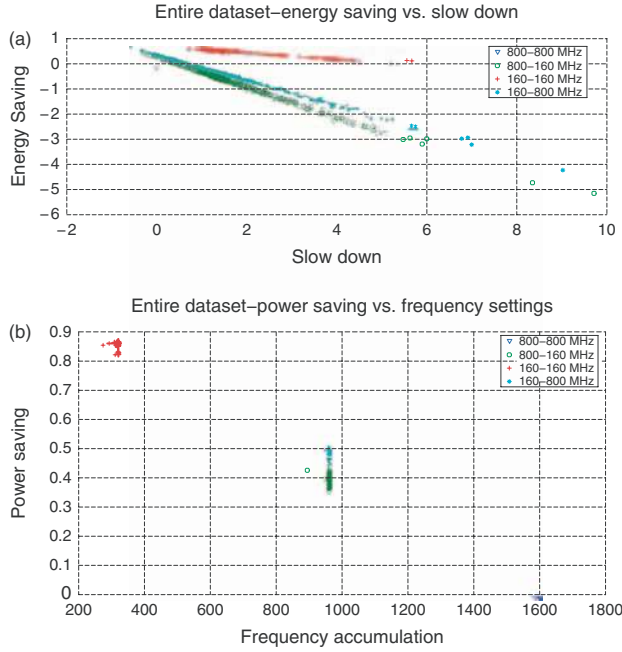 Entire dataset–energy saving vs. slow down
(a)
1
0
−1
−2
−3
−4
−5
−6
Energy Saving
800–800 MHz
800–160 MHz
160–160 MHz
160–800 MHz
−2 0 2 4 6 8 10
Slow down
Entire dataset–power saving vs. frequency settings
(b)
0.9
0.8
0.7
0.6
0.5
0.4
0.3
0.2
0.1
0
Power saving
800–800 MHz
800–160 MHz
160–160 MHz
160–800 MHz
200 400 600 800 1000 1200 1400 1600 1800
Frequency accumulation